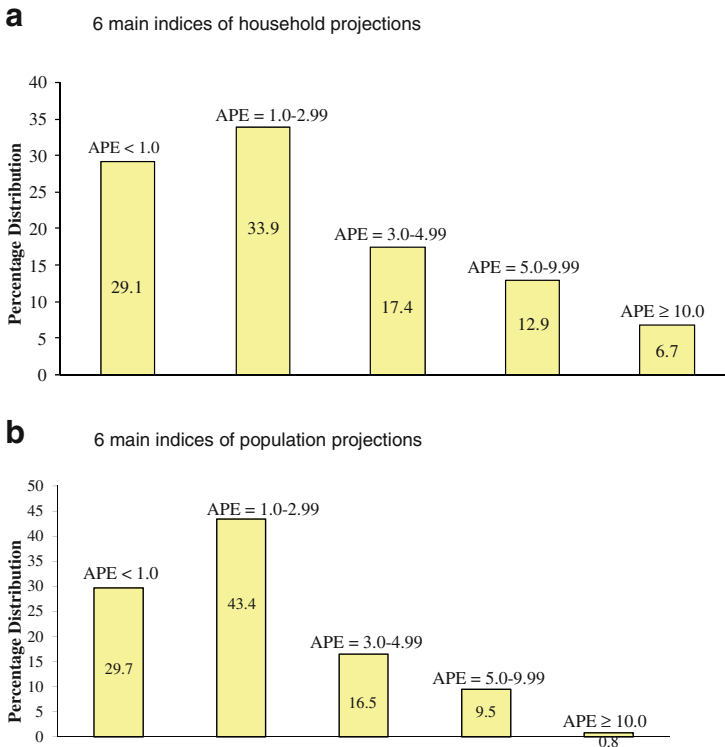 a
6 main indices of household projections
Percentage Distribution
40
35
30
25
20
15
10
5
0
APE < 1.0
29.1
APE = 1.0-2.99
33.9
APE = 3.0-4.99
17.4
APE = 5.0-9.99
12.9
APE ≥ 10.0
6.7
b
6 main indices of population projections
Percentage Distribution
50
45
40
35
30
25
20
15
10
5
0
APE < 1.0
29.7
APE = 1.0-2.99
43.4
APE = 3.0-4.99
16.5
APE = 5.0-9.99
9.5
APE ≥ 10.0
0.8